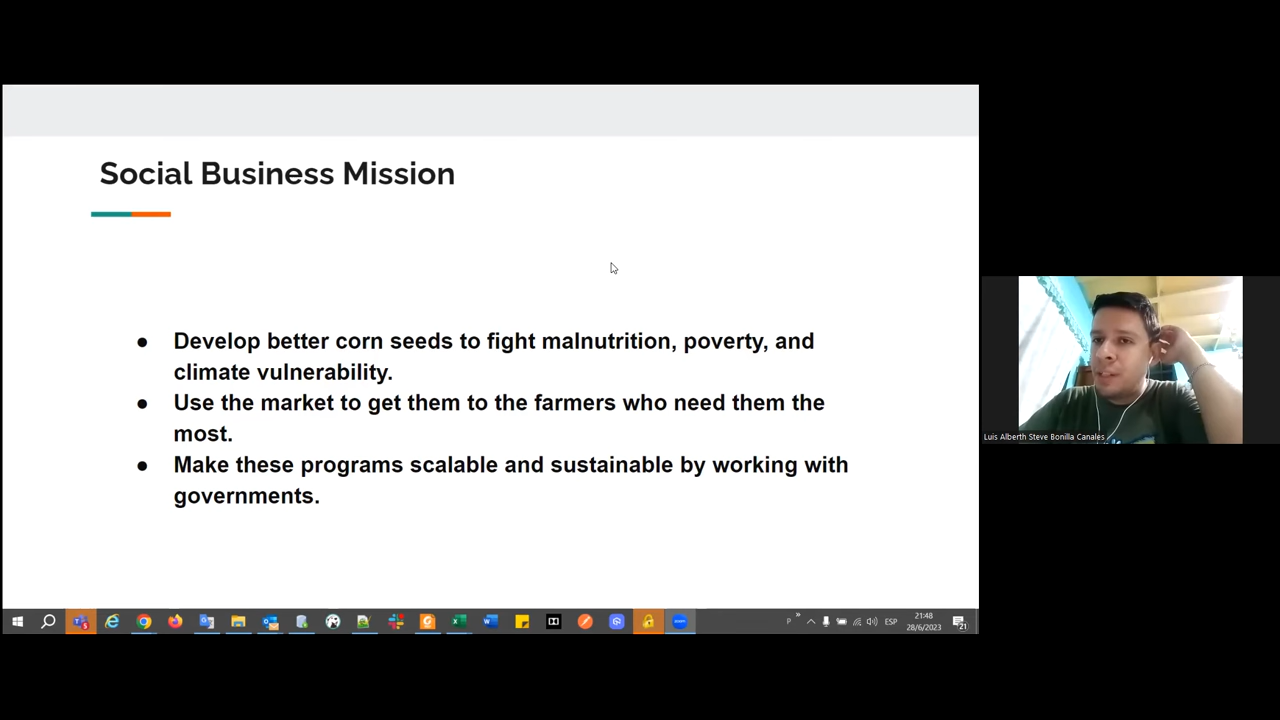 Social Business Mission
● Develop better corn seeds to fight malnutrition, poverty, and
climate vulnerability.
● Use the market to get them to the farmers who need them the
most.
● Make these programs scalable and sustainable by working with
governments.
Luis Alberth Steve Bonilla Canales
P
ESP
21:48
28/6/2023
21